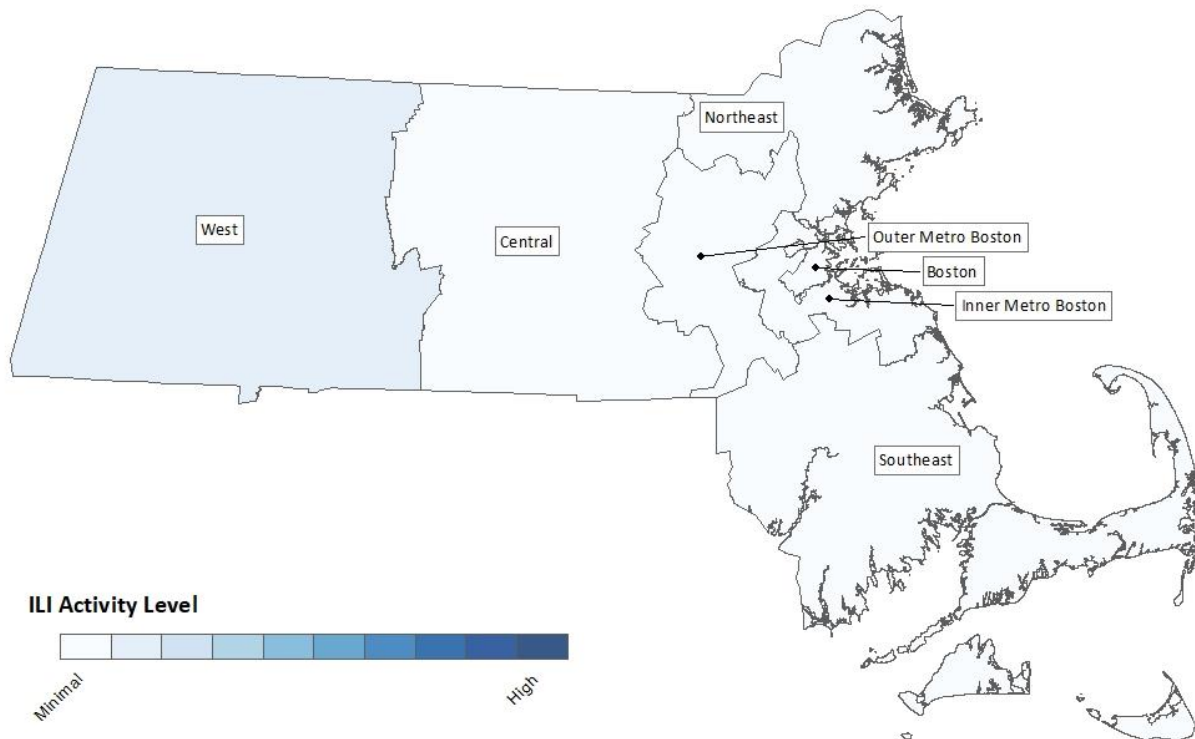 Northeast
West
Central
Outer Metro Boston
Boston
Inner Metro Boston
Southeast
ILI Activity Level
Minimal
High